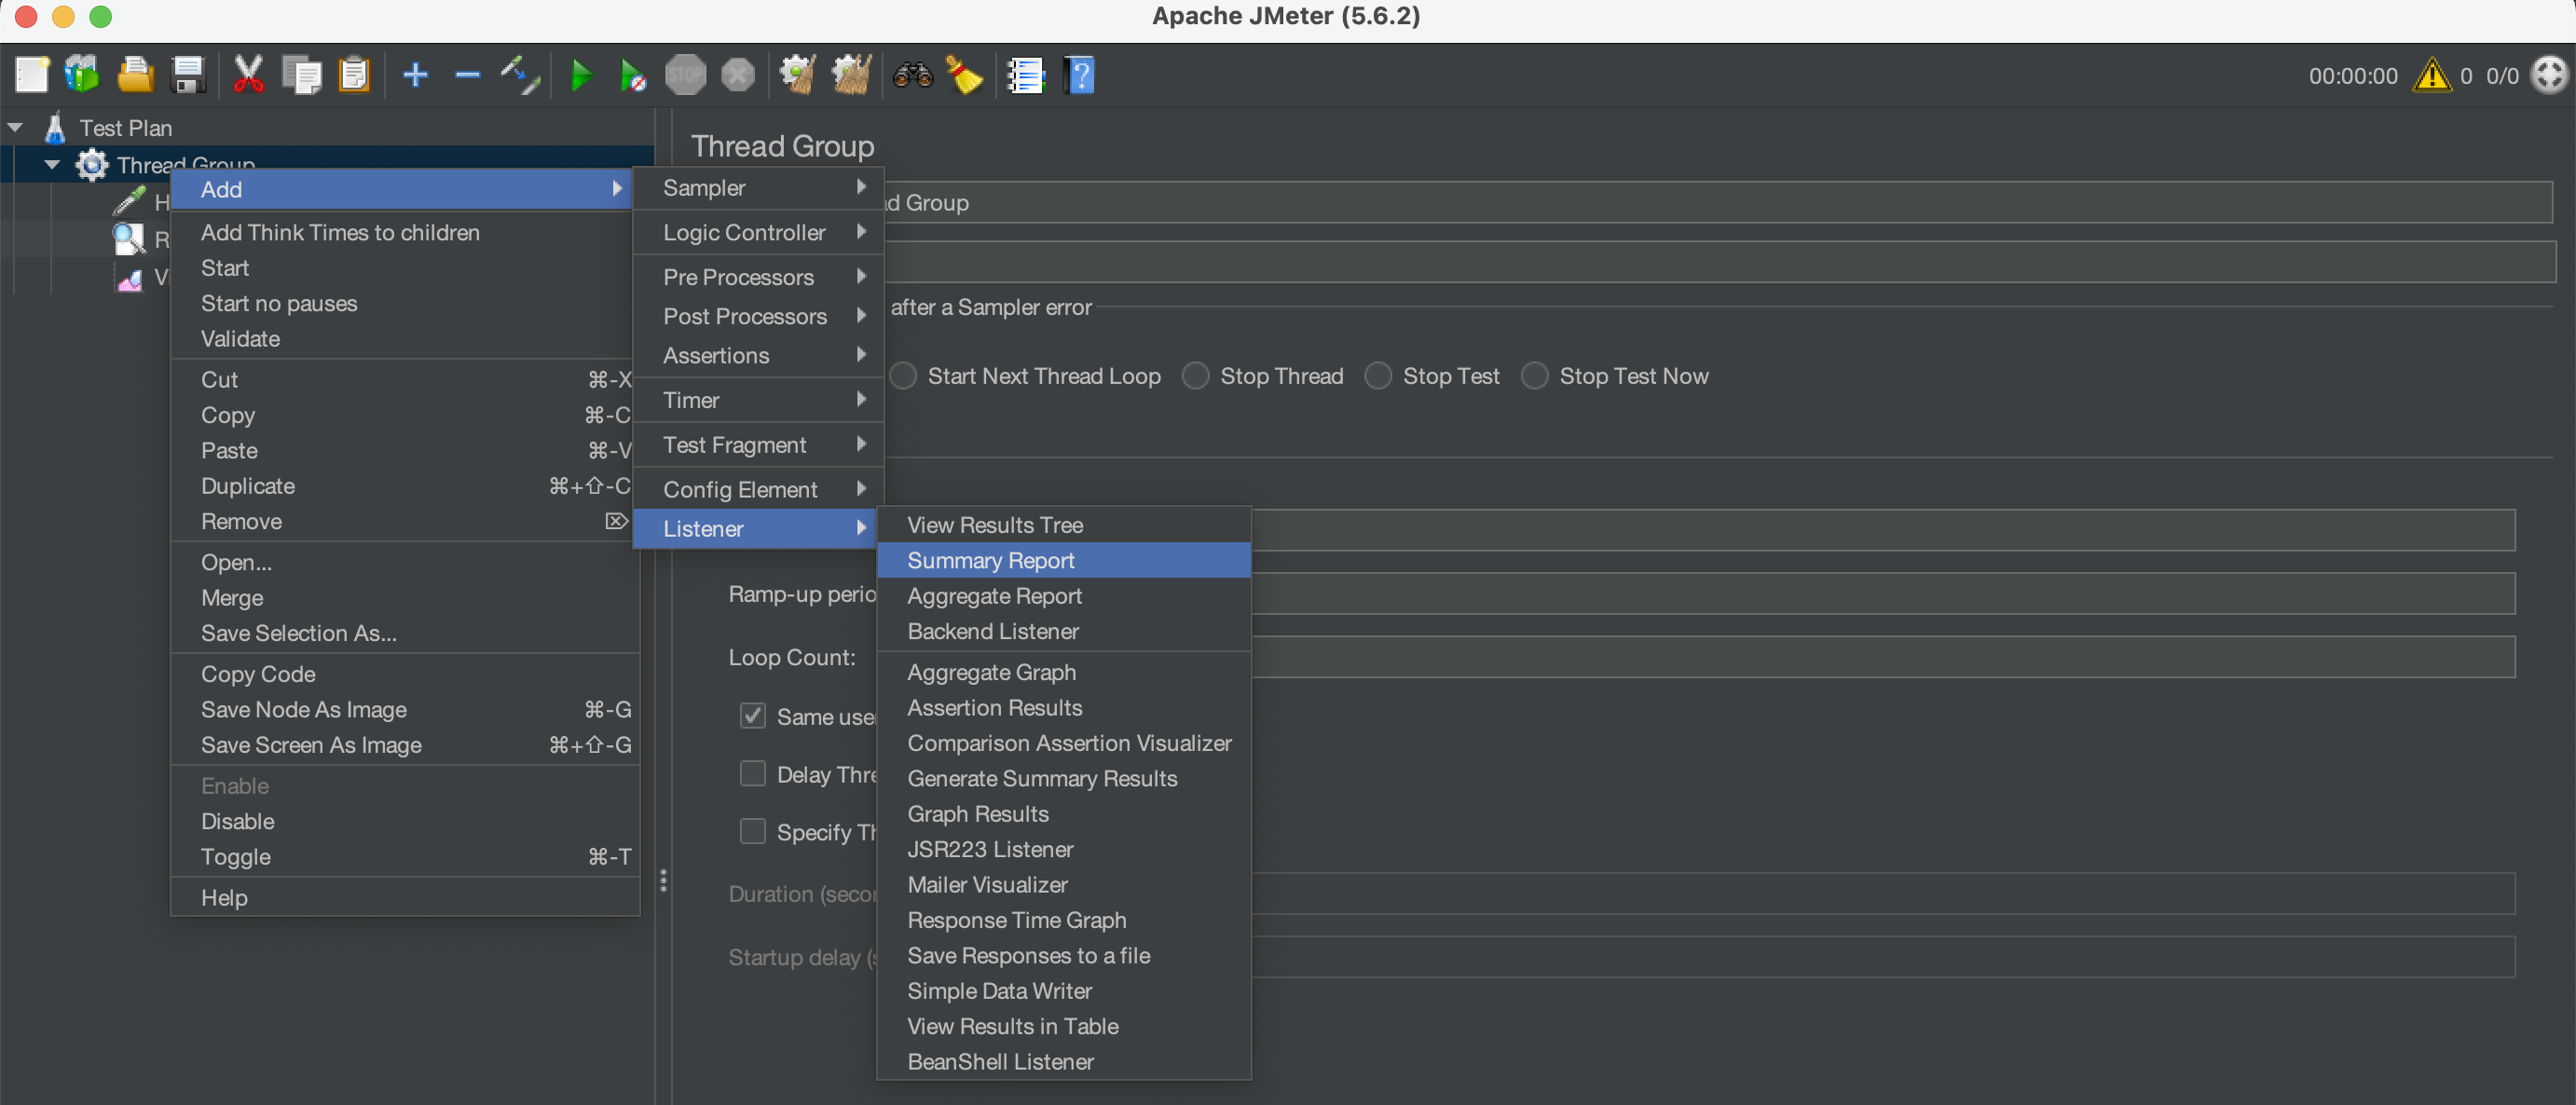 Apache JMeter (5.6.2)
STOP
00:00:00
0
0/0
Test Plan
Thread Group
H
R
Add
Add Think Times to children
Start
Start no pauses
Validate
Cut ⌘-X
Copy ⌘-C
Paste ⌘-V
Duplicate ⌘+⇧-C
Remove ⌦
Open...
Merge
Save Selection As...
Copy Code
Save Node As Image ⌘-G
Save Screen As Image ⌘+⇧-G
Enable
Disable
Toggle ⌘-T
Help
Sampler
Logic Controller
Pre Processors
Post Processors
Assertions
Timer
Test Fragment
Config Element
Listener
View Results Tree
Summary Report
Aggregate Report
Backend Listener
Aggregate Graph
Assertion Results
Comparison Assertion Visualizer
Generate Summary Results
Graph Results
JSR223 Listener
Mailer Visualizer
Response Time Graph
Save Responses to a file
Simple Data Writer
View Results in Table
BeanShell Listener
Thread Group
ad Group
after a Sampler error
Start Next Thread Loop Stop Thread Stop Test Stop Test Now
Ramp-up perio
Loop Count:
Same use
Delay Thre
Specify Th
Duration (seco
Startup delay (